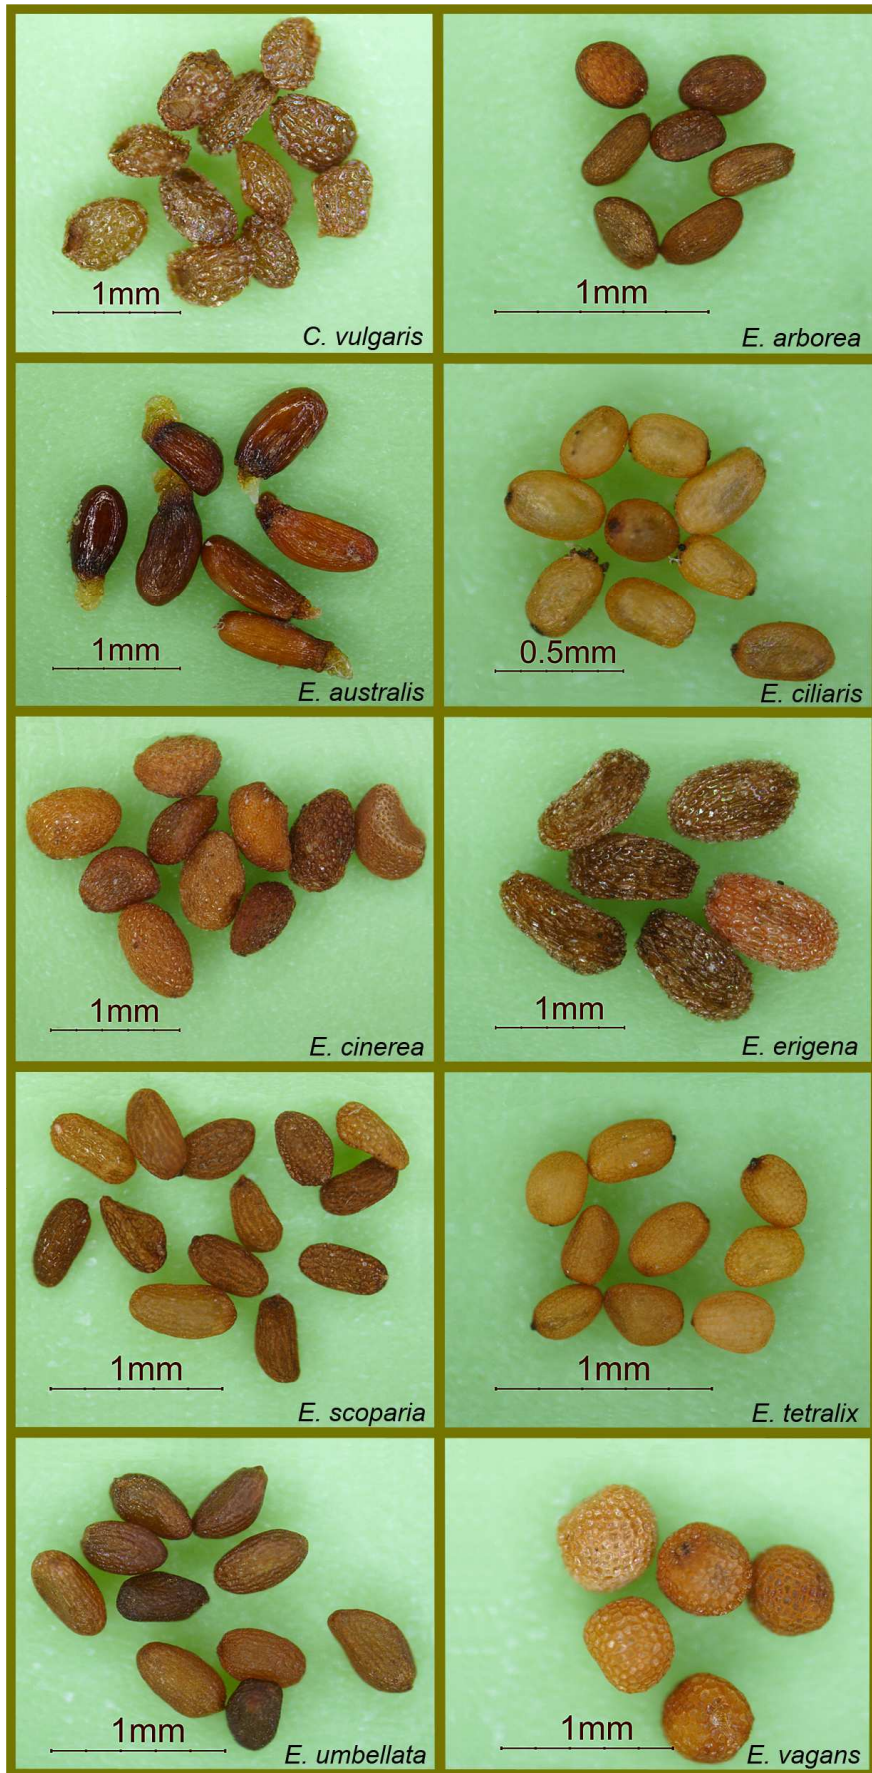 1mm
C. vulgaris
1mm
E. arborea
1mm
E. australis
0.5mm
E. ciliaris
1mm
E. cinerea
1mm
E. erigena
1mm
E. scoparia
1mm
E. tetralix
1mm
E. umbellata
1mm
E. vagans